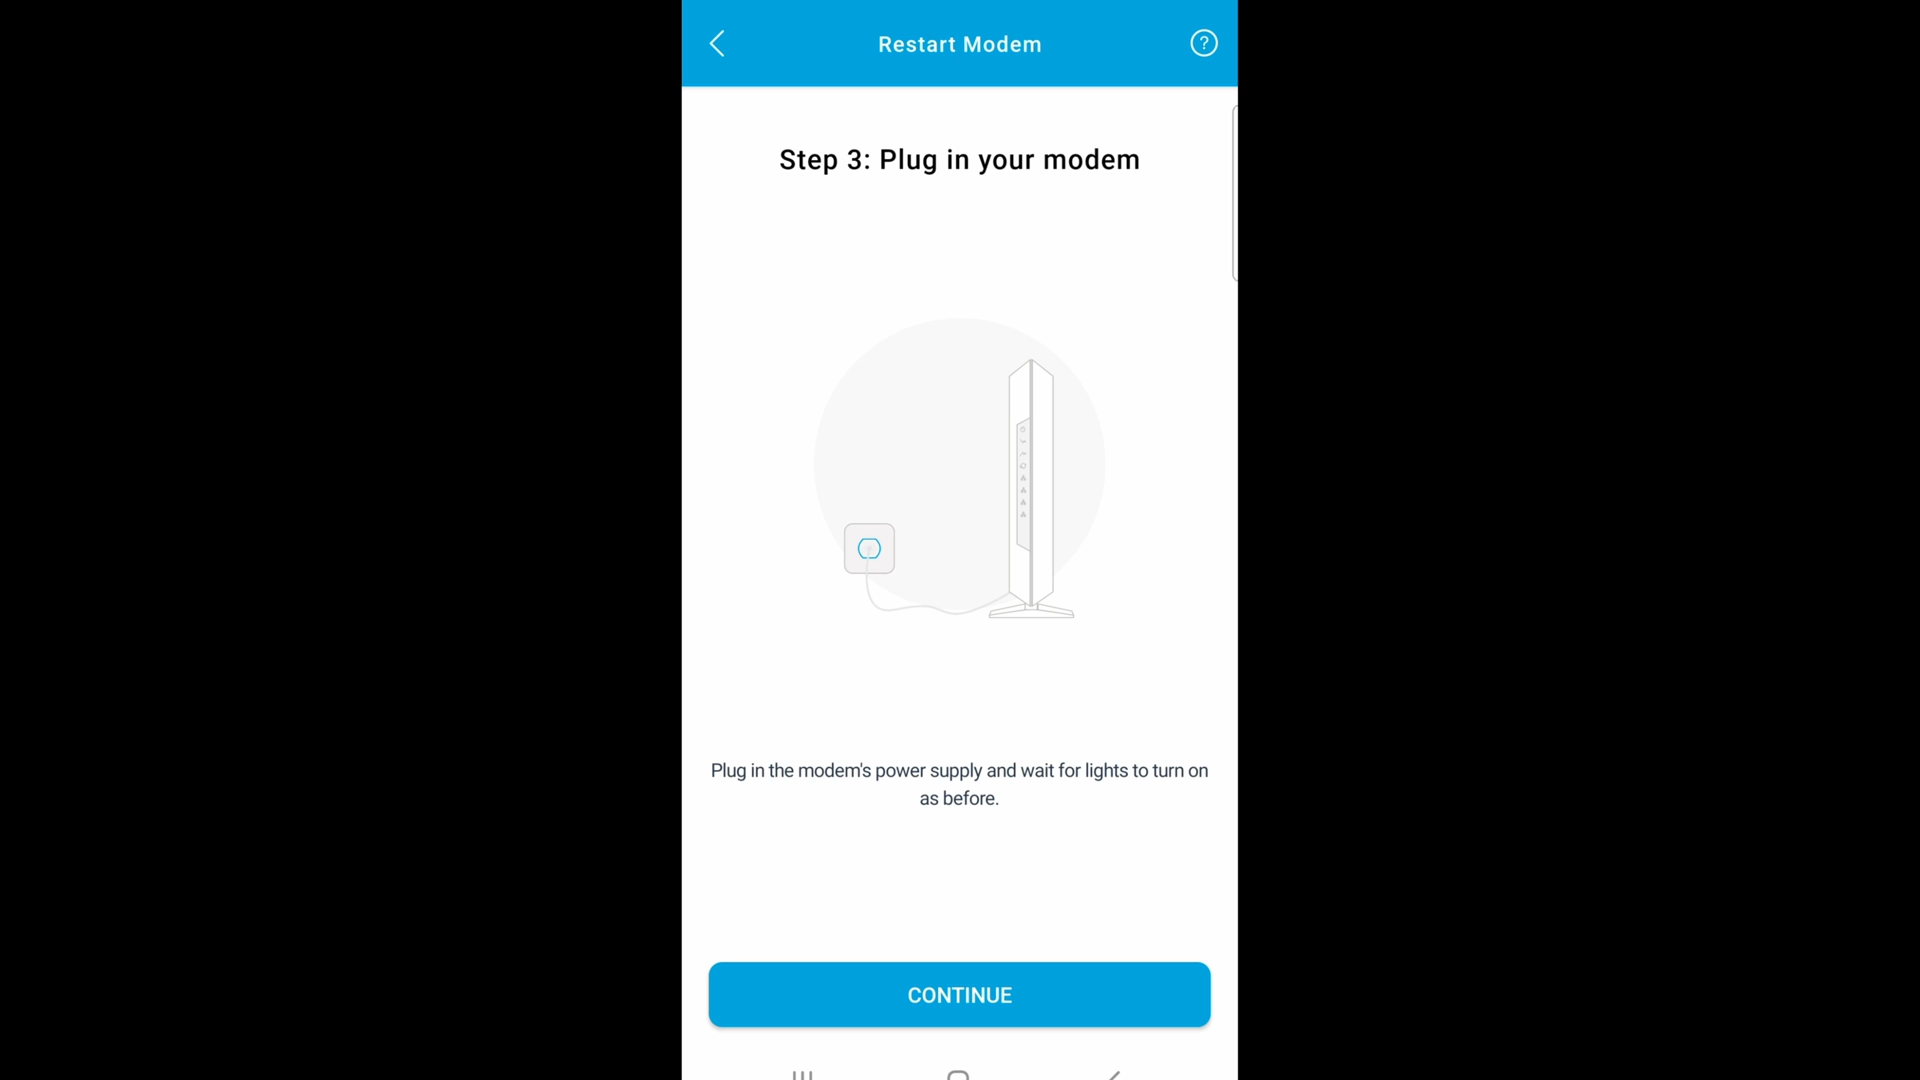 Restart Modem
?
Step 3: Plug in your modem
Plug in the modem's power supply and wait for lights to turn on
as before.
CONTINUE